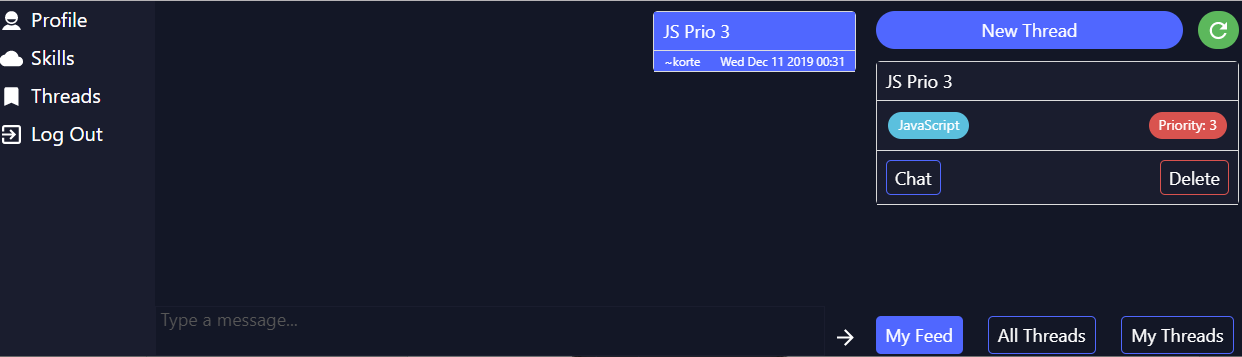 Profile
Skills
Threads
Log Out
JS Prio 3
~korte Wed Dec 11 2019 00:31
Type a message...
New Thread
JS Prio 3
JavaScript Priority: 3
Chat Delete
My Feed All Threads My Threads